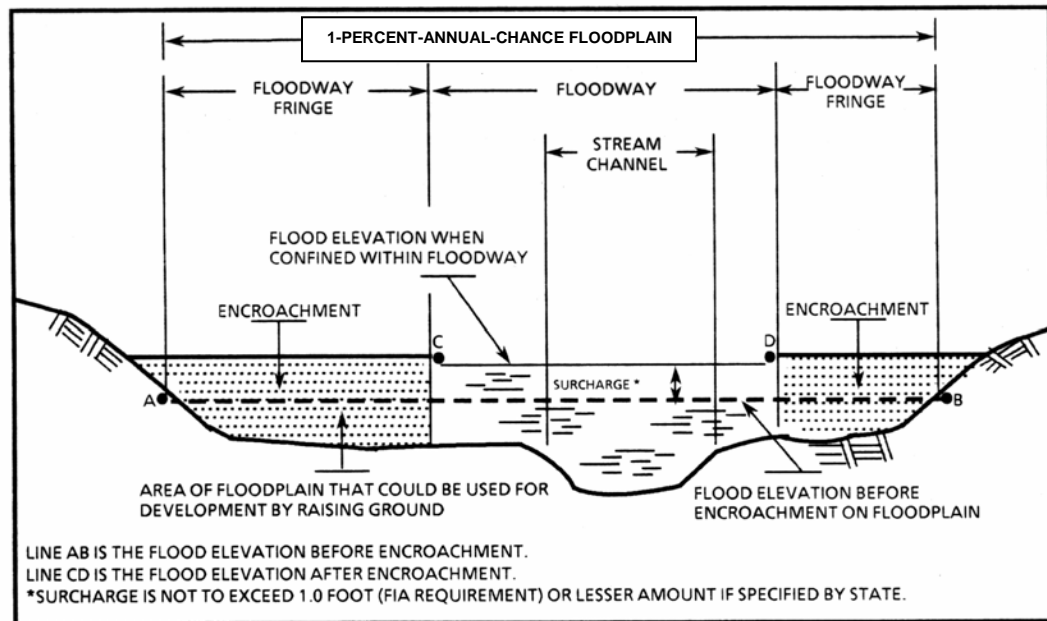 1-PERCENT-ANNUAL-CHANCE FLOODPLAIN
FLOODWAY
FRINGE
FLOODWAY
FLOODWAY
FRINGE
STREAM
CHANNEL
FLOOD ELEVATION WHEN
CONFINED WITHIN FLOODWAY
ENCROACHMENT
ENCROACHMENT
C
D
SURCHARGE *
A
B
AREA OF FLOODPLAIN THAT COULD BE USED FOR
DEVELOPMENT BY RAISING GROUND
FLOOD ELEVATION BEFORE
ENCROACHMENT ON FLOODPLAIN
LINE AB IS THE FLOOD ELEVATION BEFORE ENCROACHMENT.
LINE CD IS THE FLOOD ELEVATION AFTER ENCROACHMENT.
*SURCHARGE IS NOT TO EXCEED 1.0 FOOT (FIA REQUIREMENT) OR LESSER AMOUNT IF SPECIFIED BY STATE.